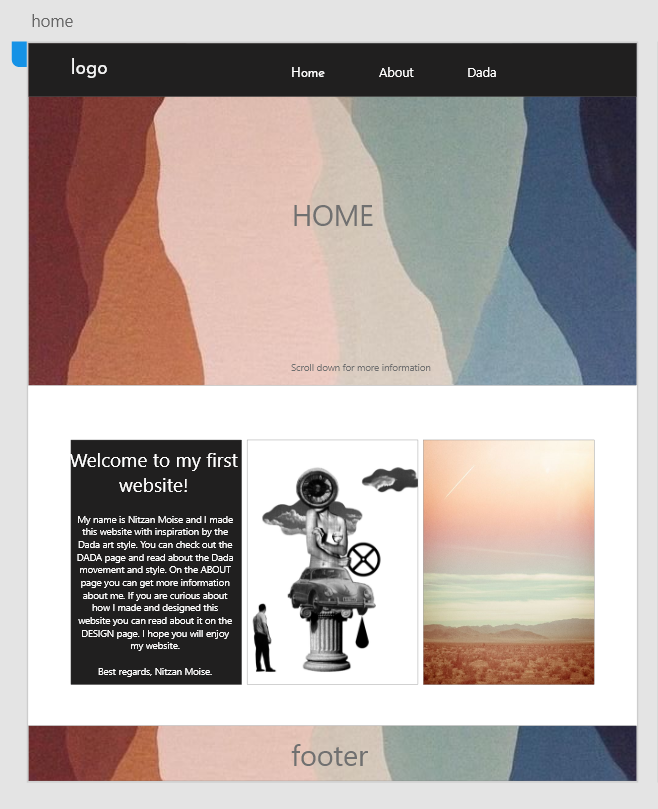 home
logo
Home
About
Dada
HOME
Scroll down for more information
Welcome to my first
website!
My name is Nitzan Moise and I made
this website with inspiration by the
Dada art style. You can check out the
DADA page and read about the Dada
movement and style. On the ABOUT
page you can get more information
about me. If you are curious about
how I made and designed this
website you can read about it on the
DESIGN page. I hope you will enjoy
my website.
Best regards, Nitzan Moise.
footer